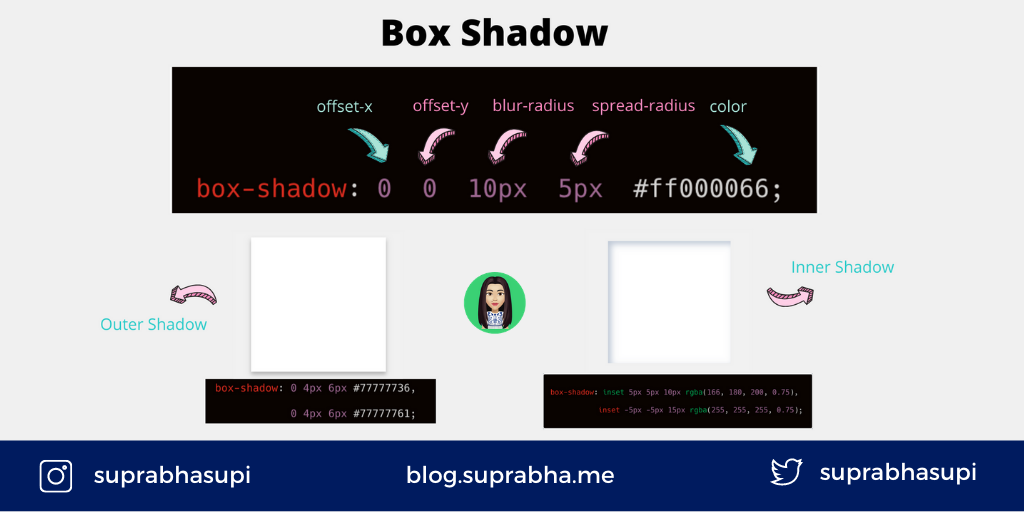 Box Shadow
offset-x offset-y blur-radius spread-radius color
box-shadow: 0 0 10px 5px #ff000066;
Inner Shadow
Outer Shadow
box-shadow: 0 4px 6px #77777736,
0 4px 6px #77777761;
box-shadow: inset 5px 5px 10px rgba(166, 180, 200, 0.75),
inset -5px -5px 15px rgba(255, 255, 255, 0.75);
suprabhasupi
blog.suprabha.me
suprabhasupi